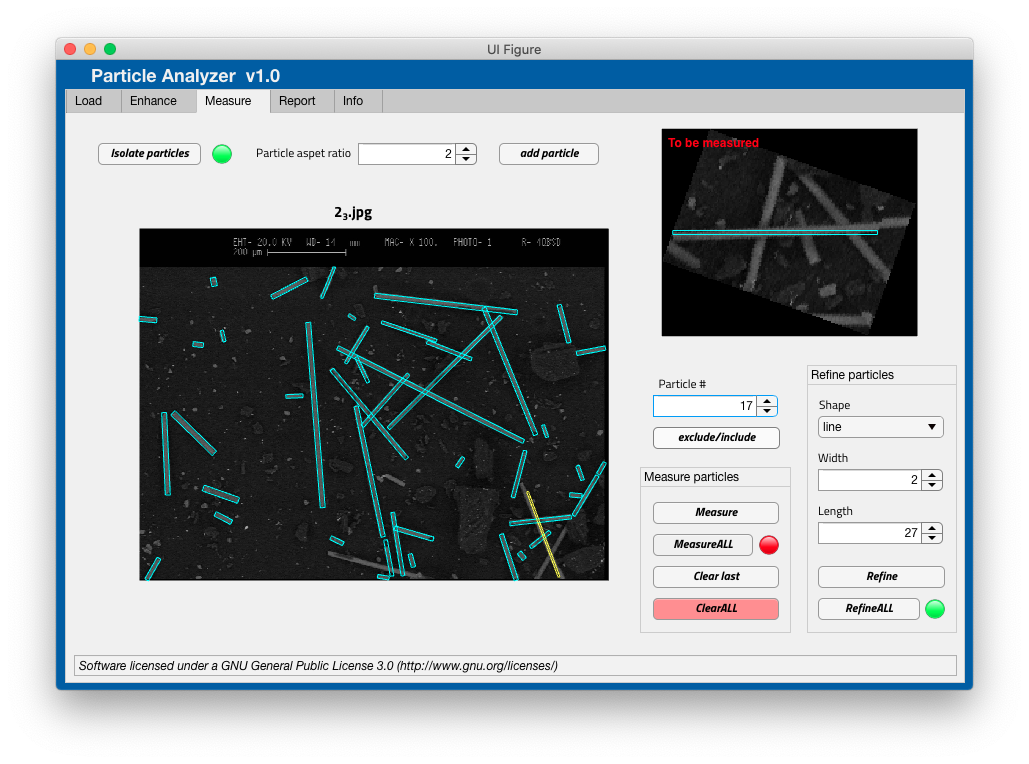 UI Figure
Particle Analyzer v1.0
Load Enhance Measure Report Info
Isolate particles Particle aspet ratio 2 add particle
To be measured
2₃.jpg
EHT- 20.0 KV WD- 14 mm MAG- X 100. PHOTO- 1
200 µm
Particle #
17
exclude/include
Measure particles
Measure
MeasureALL
Clear last
ClearALL
Refine particles
Shape
line
Width
2
Length
27
Refine
RefineALL
Software licensed under a GNU General Public License 3.0 (http://www.gnu.org/licenses/)